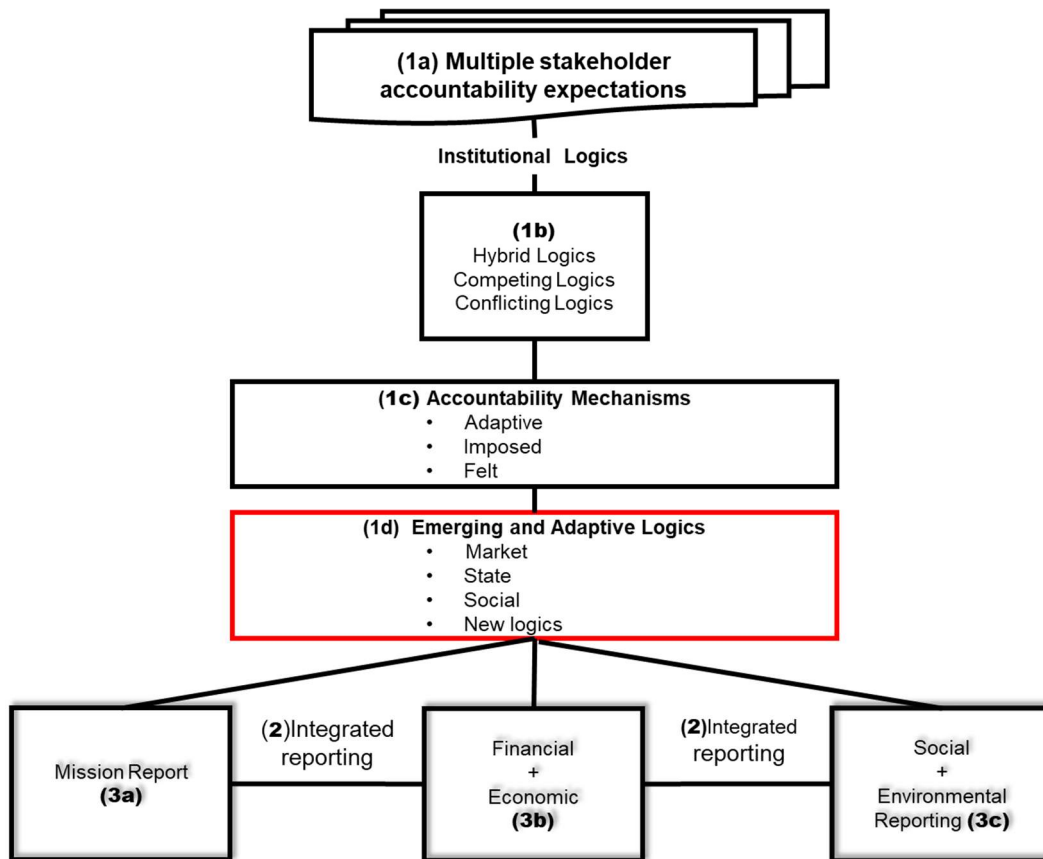 (1a) Multiple stakeholder
accountability expectations
Institutional Logics
(1b)
Hybrid Logics
Competing Logics
Conflicting Logics
(1c) Accountability Mechanisms
• Adaptive
• Imposed
• Felt
(1d) Emerging and Adaptive Logics
• Market
• State
• Social
• New logics
Mission Report
(3a)
(2)Integrated
reporting
Financial
+
Economic
(3b)
(2)Integrated
reporting
Social
+
Environmental
Reporting (3c)